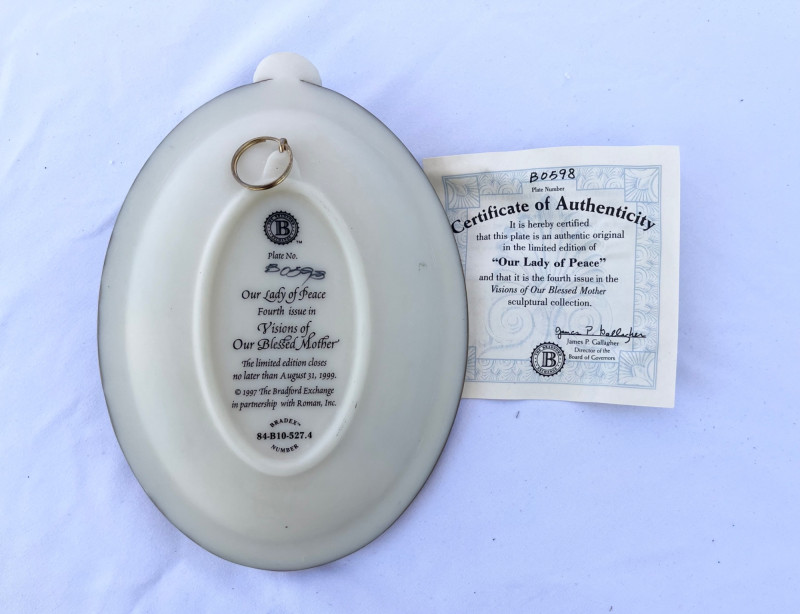 B
TM
Plate No.
B0598
Our Lady of Peace
Fourth issue in
Visions of
Our Blessed Mother
The limited edition closes
no later than August 31, 1999.
© 1997 The Bradford Exchange
in partnership with Roman, Inc.
BRADEX™
84-B10-527.4
NUMBER
B0598
Plate Number
Certificate of Authenticity
It is hereby certified
that this plate is an authentic original
in the limited edition of
“Our Lady of Peace”
and that it is the fourth issue in the
Visions of Our Blessed Mother
sculptural collection.
James P. Gallagher
James P. Gallagher
Director of the
Board of Governors
B